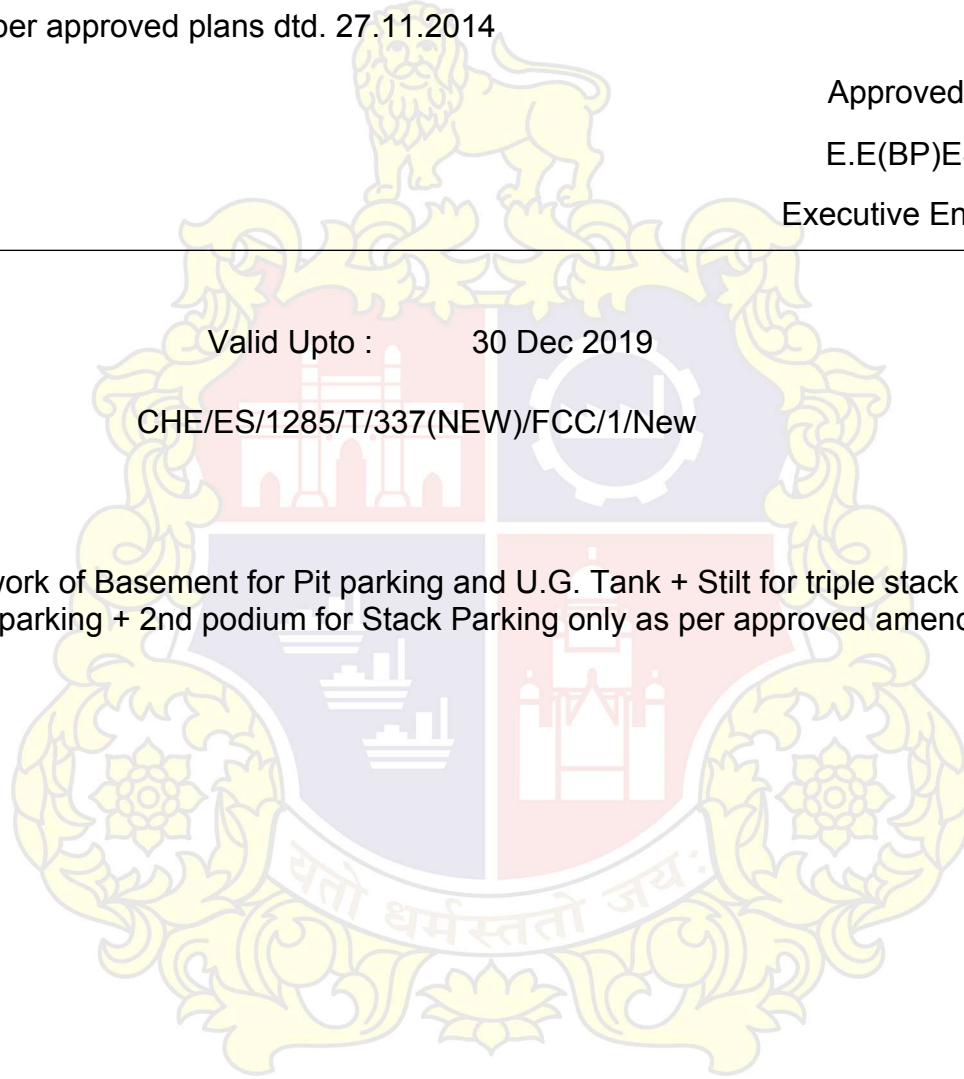 per approved plans dtd. 27.11.2014
Approved
E.E(BP)E
Executive En
Valid Upto : 30 Dec 2019
CHE/ES/1285/T/337(NEW)/FCC/1/New
work of Basement for Pit parking and U.G. Tank + Stilt for triple stack
parking + 2nd podium for Stack Parking only as per approved amend
यतो धर्मस्ततो जय: